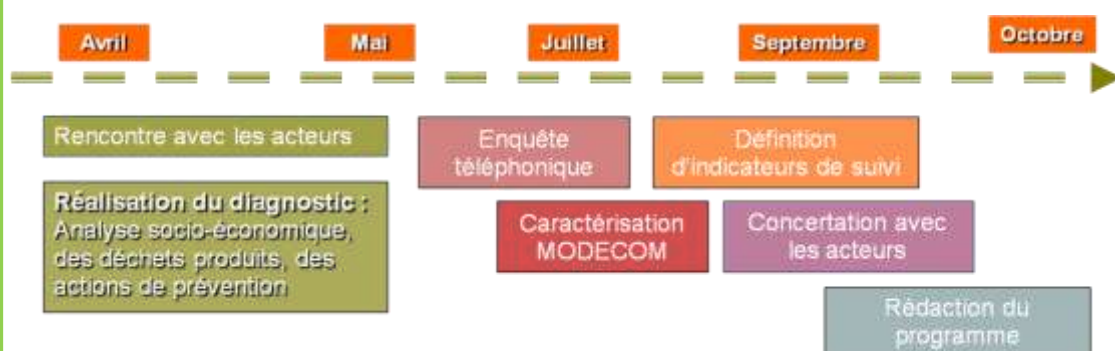 Avril
Mai
Juillet
Septembre
Octobre
Rencontre avec les acteurs
Réalisation du diagnostic :
Analyse socio-économique,
des déchets produits, des
actions de prévention
Enquête
téléphonique
Caractérisation
MODECOM
Définition
d'indicateurs de suivi
Concertation avec
les acteurs
Rédaction du
programme